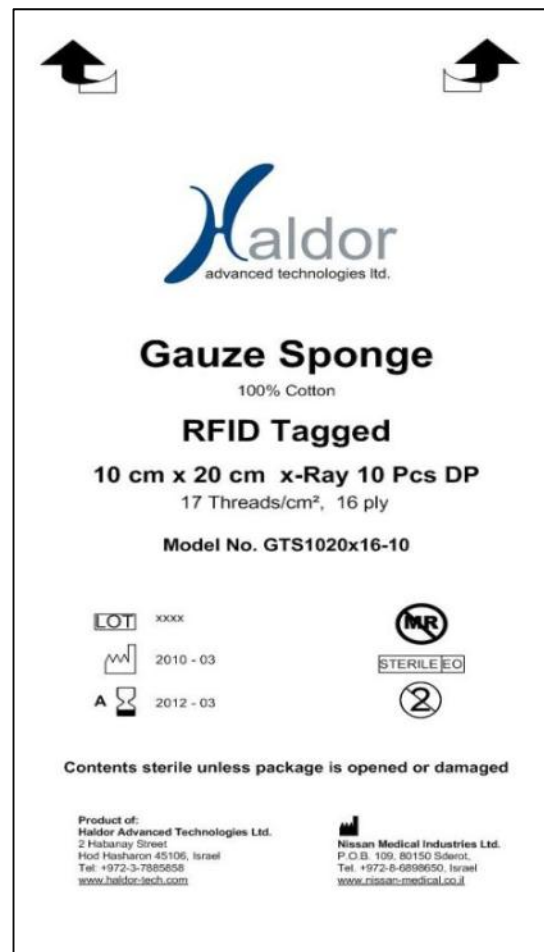 Haldor
advanced technologies ltd.
Gauze Sponge
100% Cotton
RFID Tagged
10 cm x 20 cm x-Ray 10 Pcs DP
17 Threads/cm², 16 ply
Model No. GTS1020x16-10
LOT xxxx
MR
2010 - 03
STERILE EO
A 2012 - 03
2
Contents sterile unless package is opened or damaged
Product of:
Haldor Advanced Technologies Ltd.
2 Habanay Street
Hod Hasharon 45106, Israel
Tel: +972-3-7885858
www.haldor-tech.com
Nissan Medical Industries Ltd.
P.O.B. 109, 80150 Sderot,
Tel. +972-8-6898650, Israel
www.nissan-medical.co.il